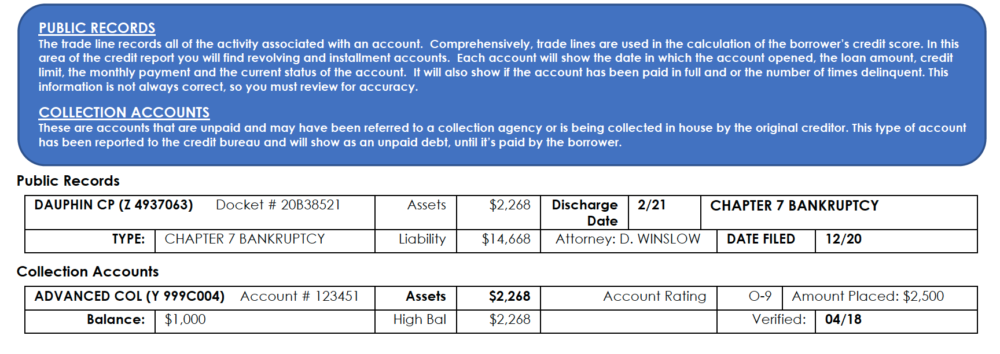 PUBLIC RECORDS
The trade line records all of the activity associated with an account.  Comprehensively, trade lines are used in the calculation of the borrower’s credit score. In this
area of the credit report you will find revolving and installment accounts.  Each account will show the date in which the account opened, the loan amount, credit
limit, the monthly payment and the current status of the account.  It will also show if the account has been paid in full and or the number of times delinquent. This
information is not always correct, so you must review for accuracy.
COLLECTION ACCOUNTS
These are accounts that are unpaid and may have been referred to a collection agency or is being collected in house by the original creditor. This type of account
has been reported to the credit bureau and will show as an unpaid debt, until it’s paid by the borrower.
Public Records
DAUPHIN CP (Z 4937063) Docket # 20B38521 Assets $2,268 Discharge Date 2/21 CHAPTER 7 BANKRUPTCY
TYPE: CHAPTER 7 BANKRUPTCY Liability $14,668 Attorney: D. WINSLOW DATE FILED 12/20
Collection Accounts
ADVANCED COL (Y 999C004) Account # 123451 Assets $2,268 Account Rating O-9 Amount Placed: $2,500
Balance: $1,000 High Bal $2,268 Verified: 04/18